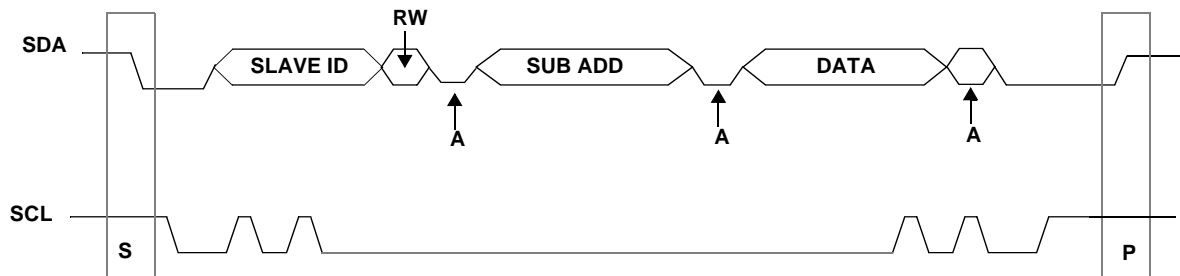 RW
SDA
SLAVE ID
SUB ADD
DATA
A
A
A
SCL
S
P